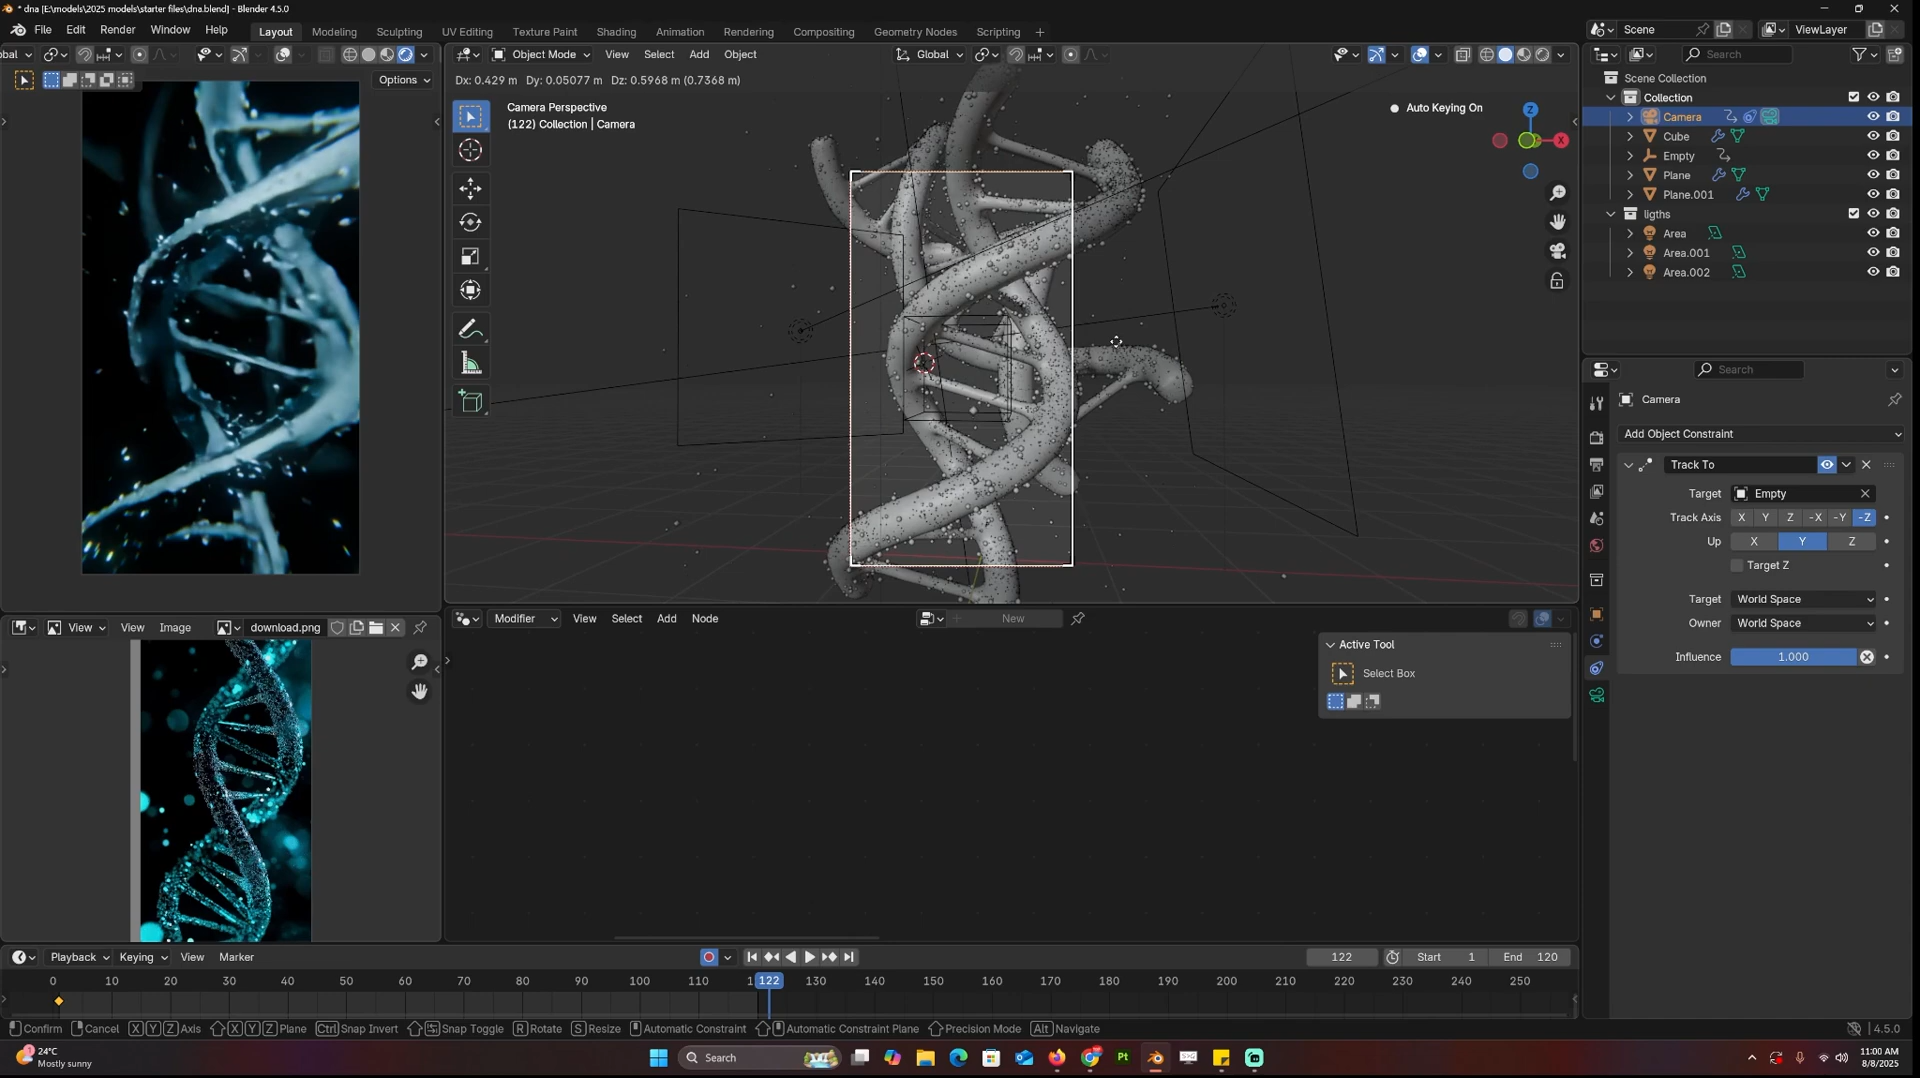 * dna [E:\models\2025 models\starter files\dna.blend] - Blender 4.5.0
File Edit Render Window Help Layout Modeling Sculpting UV Editing Texture Paint Shading Animation Rendering Compositing Geometry Nodes Scripting + Scene ViewLayer
bal Object Mode View Select Add Object Global Search
Options Dx: 0.429 m Dy: 0.05077 m Dz: 0.5968 m (0.7368 m) Scene Collection
Camera Perspective Auto Keying On Collection
(122) Collection | Camera Camera
Z
X
Cube
Empty
Plane
Plane.001
ligths
Area
Area.001
Area.002
Search
Camera
Add Object Constraint
Track To
Target Empty
Track Axis X Y Z -X -Y -Z
Up X Y Z
Target Z
Target World Space
Owner World Space
Influence 1.000
View View Image download.png Modifier View Select Add Node New
Active Tool
Select Box
Playback Keying View Marker 122 Start 1 End 120
0 10 20 30 40 50 60 70 80 90 100 110 1 122 130 140 150 160 170 180 190 200 210 220 230 240 250
Confirm Cancel X Y Z Axis X Y Z Plane Ctrl Snap Invert Snap Toggle R Rotate S Resize Automatic Constraint Automatic Constraint Plane Precision Mode Alt Navigate 4.5.0
24°C
Mostly sunny
Search
Pt
11:00 AM
8/8/2025